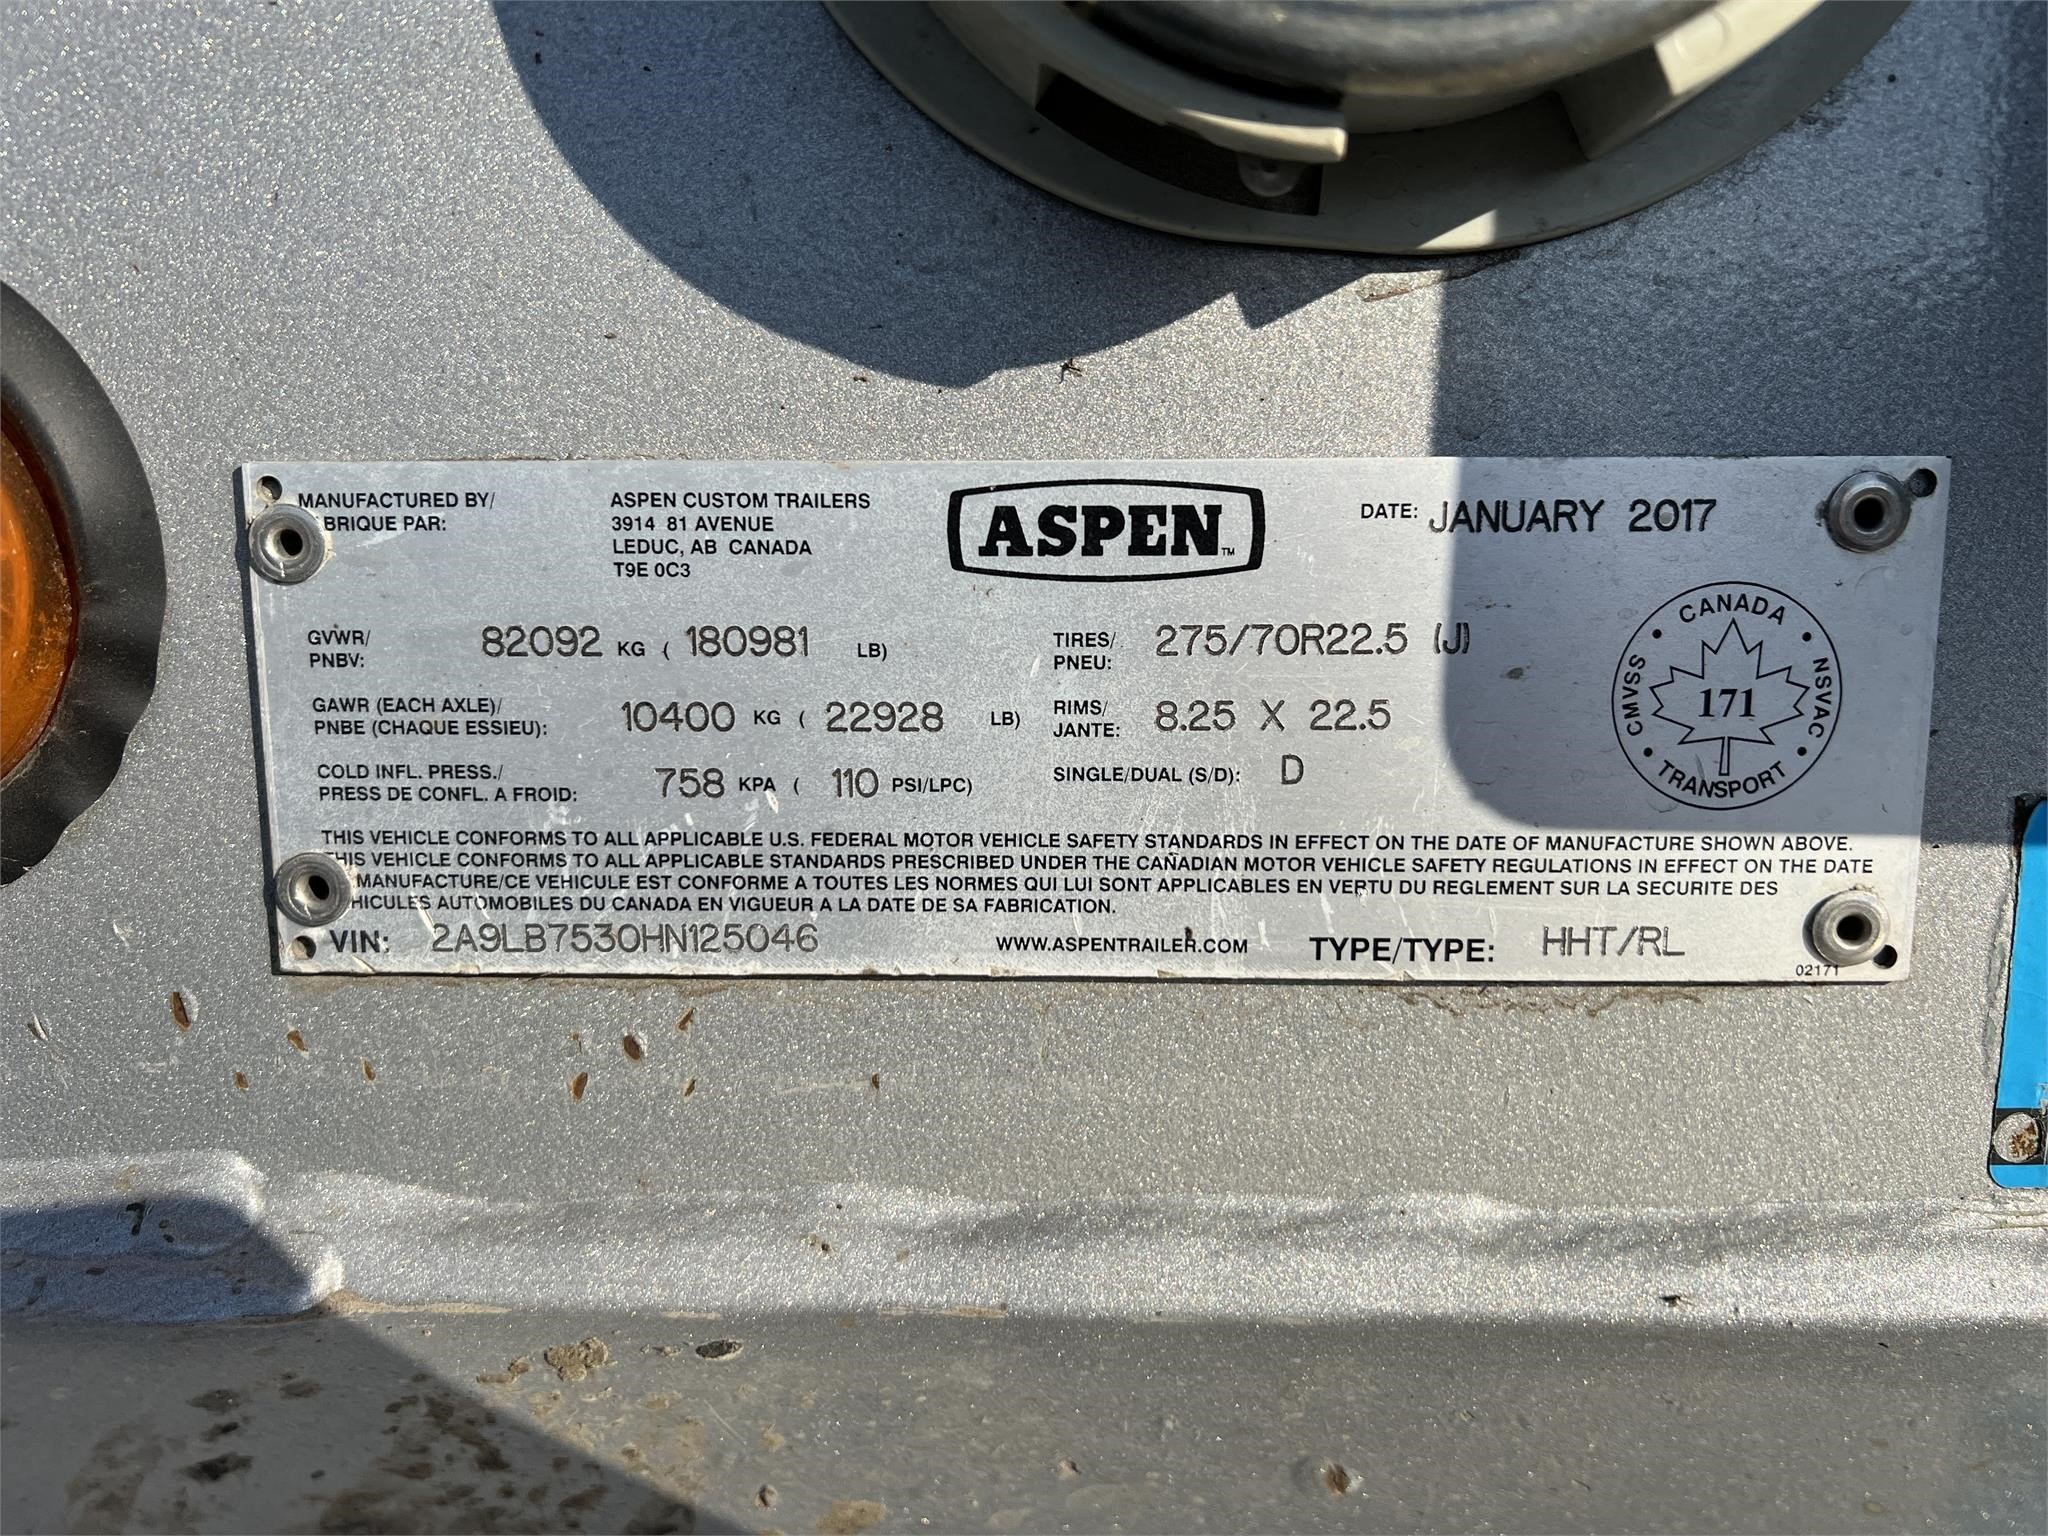 MANUFACTURED BY/ ASPEN CUSTOM TRAILERS
PAR: 3914 81 AVENUE
LEDUC, AB CANADA
T9E 0C3
ASPEN™
DATE: JANUARY 2017
GVWR/
PNBV: 82092 KG ( 180981 LB)
TIRES/
PNEU: 275/70R22.5 (J)
GAWR (EACH AXLE)/
PNBE (CHAQUE ESSIEU): 10400 KG ( 22928 LB)
RIMS/
JANTE: 8.25 X 22.5
COLD INFL. PRESS./
PRESS DE CONFL. A FROID: 758 KPA ( 110 PSI/LPC)
SINGLE/DUAL (S/D): D
CANADA
CMVSS
171
NSVAC
TRANSPORT
THIS VEHICLE CONFORMS TO ALL APPLICABLE U.S. FEDERAL MOTOR VEHICLE SAFETY STANDARDS IN EFFECT ON THE DATE OF MANUFACTURE SHOWN ABOVE.
THIS VEHICLE CONFORMS TO ALL APPLICABLE STANDARDS PRESCRIBED UNDER THE CANADIAN MOTOR VEHICLE SAFETY REGULATIONS IN EFFECT ON THE DATE
MANUFACTURE/CE VEHICULE EST CONFORME A TOUTES LES NORMES QUI LUI SONT APPLICABLES EN VERTU DU REGLEMENT SUR LA SECURITE DES
AUTOMOBILES DU CANADA EN VIGUEUR A LA DATE DE SA FABRICATION.
VIN: 2A9LB7530HN125046 WWW.ASPENTRAILER.COM TYPE/TYPE: HHT/RL
02171